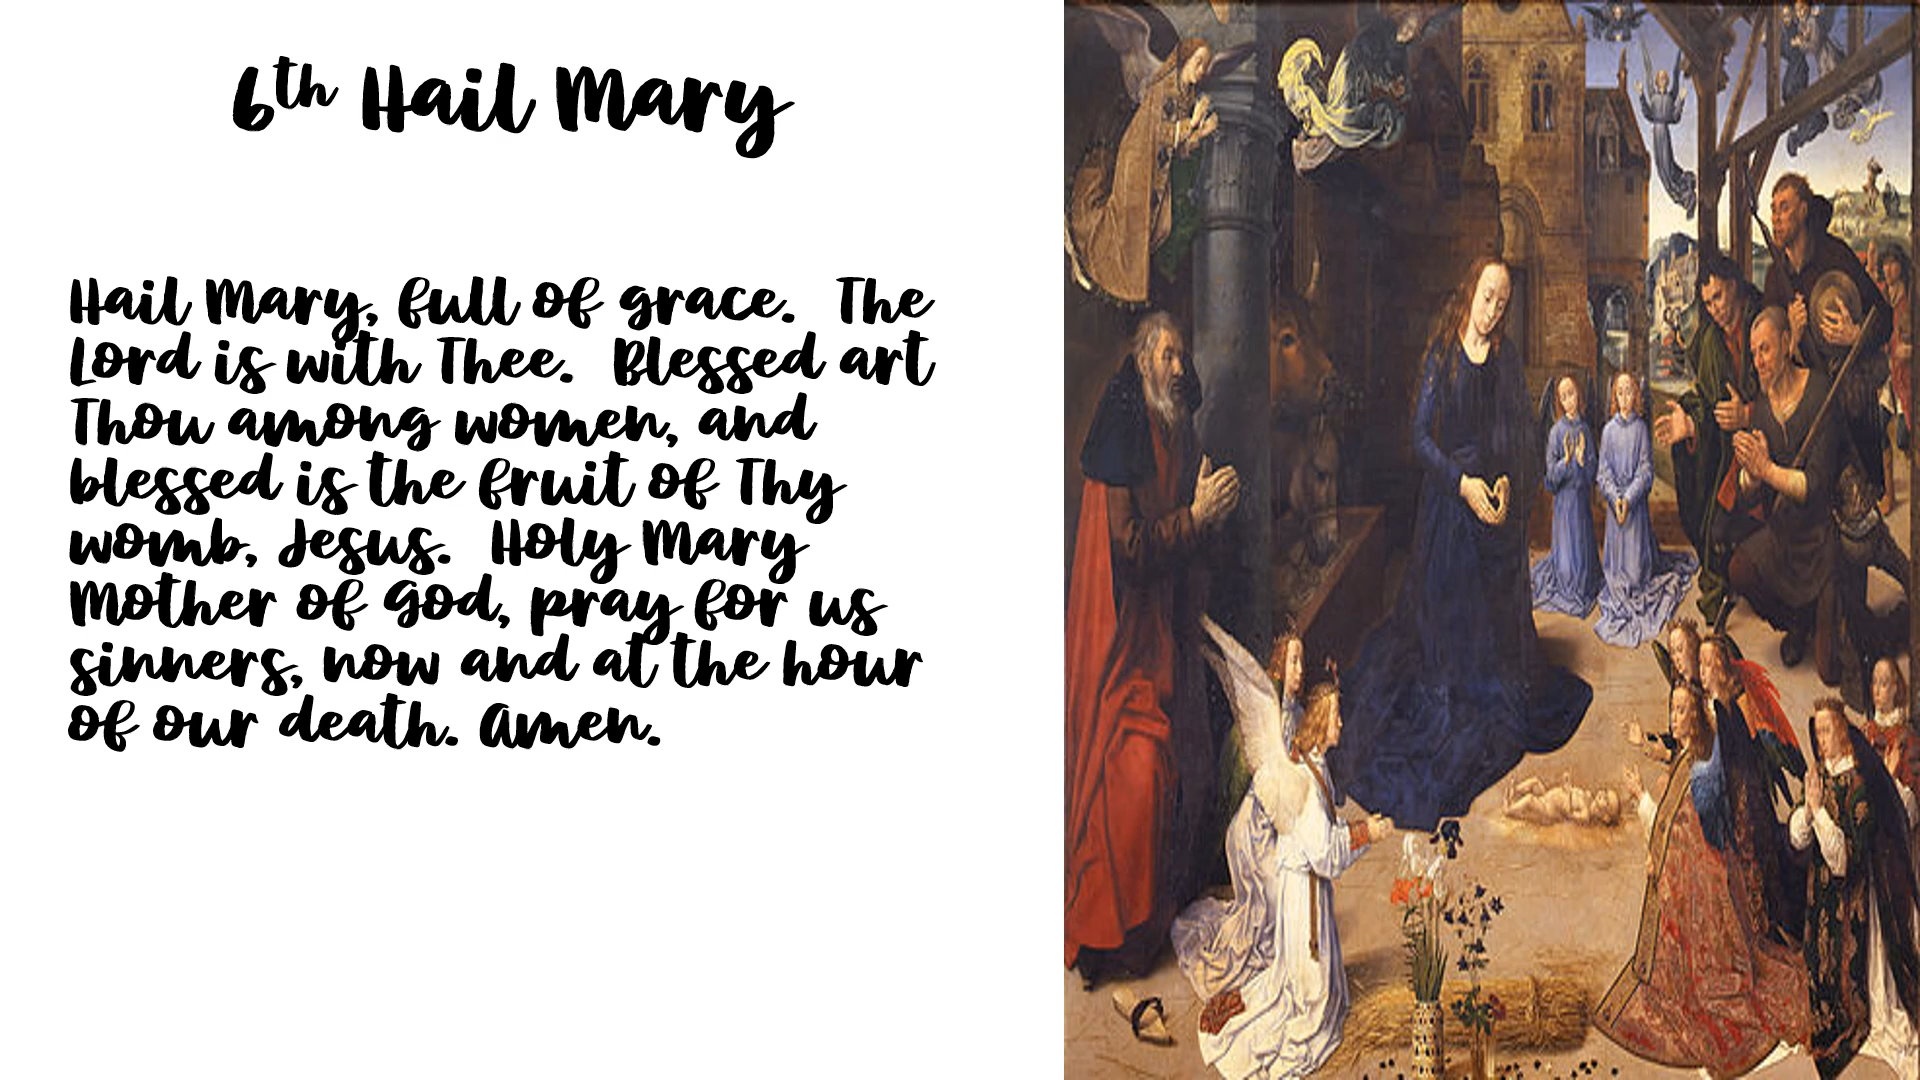 6th Hail Mary
Hail Mary, full of grace.  The
Lord is with Thee.  Blessed art
Thou among women, and
blessed is the fruit of Thy
womb, Jesus.  Holy Mary
Mother of God, pray for us
sinners, now and at the hour
of our death. Amen.